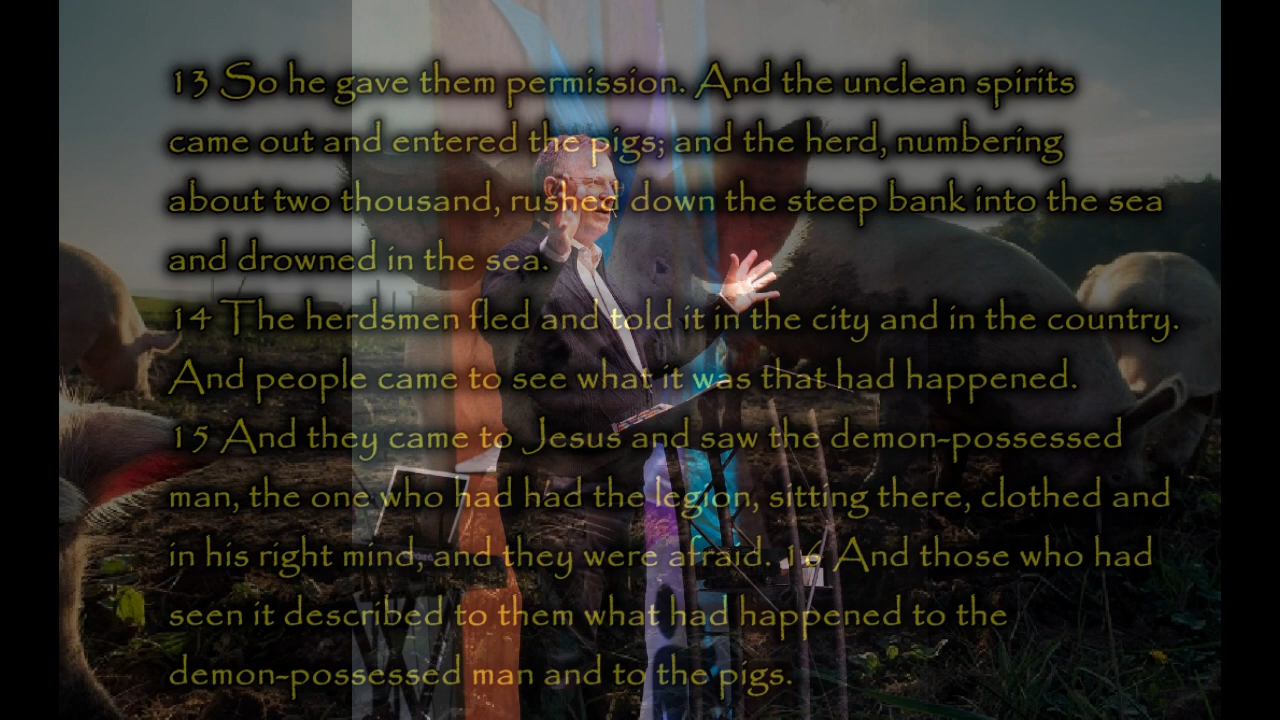 13 So he gave them permission. And the unclean spirits
came out and entered the pigs; and the herd, numbering
about two thousand, rushed down the steep bank into the sea
and drowned in the sea.
14 The herdsmen fled and told it in the city and in the country.
And people came to see what it was that had happened.
15 And they came to Jesus and saw the demon-possessed
man, the one who had had the legion, sitting there, clothed and
in his right mind, and they were afraid. 16 And those who had
seen it described to them what had happened to the
demon-possessed man and to the pigs.